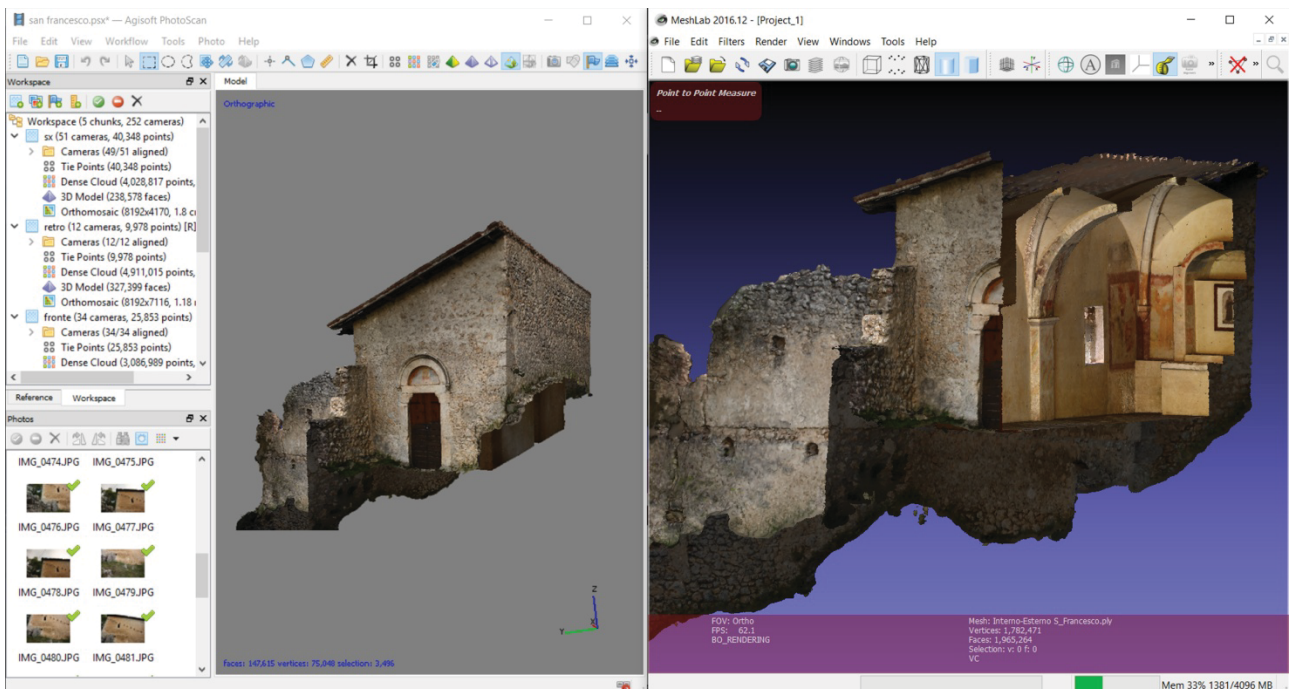 san francesco.psx* — Agisoft PhotoScan
File Edit View Workflow Tools Photo Help
Workspace
Workspace (5 chunks, 252 cameras)
sx (51 cameras, 40,348 points)
Cameras (49/51 aligned)
Tie Points (40,348 points)
Dense Cloud (4,028,817 points,
3D Model (238,578 faces)
Orthomosaic (8192x4170, 1.8 c
retro (12 cameras, 9,978 points) [R]
Cameras (12/12 aligned)
Tie Points (9,978 points)
Dense Cloud (4,911,015 points,
3D Model (327,399 faces)
Orthomosaic (8192x7116, 1.18
fronte (34 cameras, 25,853 points)
Cameras (34/34 aligned)
Tie Points (25,853 points)
Dense Cloud (3,086,989 points,
Reference Workspace
Photos
IMG_0474.JPG IMG_0475.JPG
IMG_0476.JPG IMG_0477.JPG
IMG_0478.JPG IMG_0479.JPG
IMG_0480.JPG IMG_0481.JPG
Model
Orthographic
Z
X
Y
faces: 147,615 vertices: 75,040 selection: 3,496
MeshLab 2016.12 - [Project_1]
File Edit Filters Render View Windows Tools Help
A
Point to Point Measure
--
FOV: Ortho
FPS: 62.1
BO_RENDERING
Mesh: Interno-Esterno S_Francesco.ply
Vertices: 1,782,471
Faces: 1,965,264
Selection: v: 0 f: 0
VC
Mem 33% 1381/4096 MB